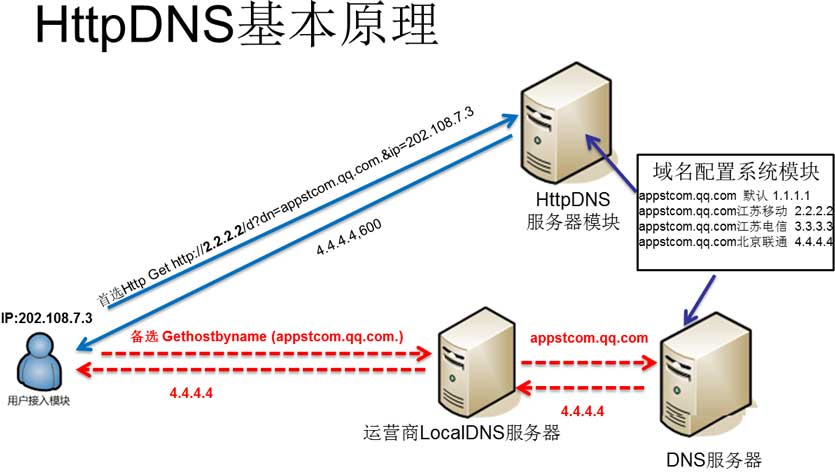 HttpDNS基本原理
首选Http Get http://2.2.2.2/d?dn=appstcom.qq.com.&ip=202.108.7.3
4.4.4.4,600
HttpDNS
服务器模块
域名配置系统模块
appstcom.qq.com 默认 1.1.1.1
appstcom.qq.com江苏移动 2.2.2.2
appstcom.qq.com江苏电信 3.3.3.3
appstcom.qq.com北京联通 4.4.4.4
IP:202.108.7.3
用户接入模块
备选 Gethostbyname (appstcom.qq.com.)
4.4.4.4
运营商LocalDNS服务器
appstcom.qq.com
4.4.4.4
DNS服务器